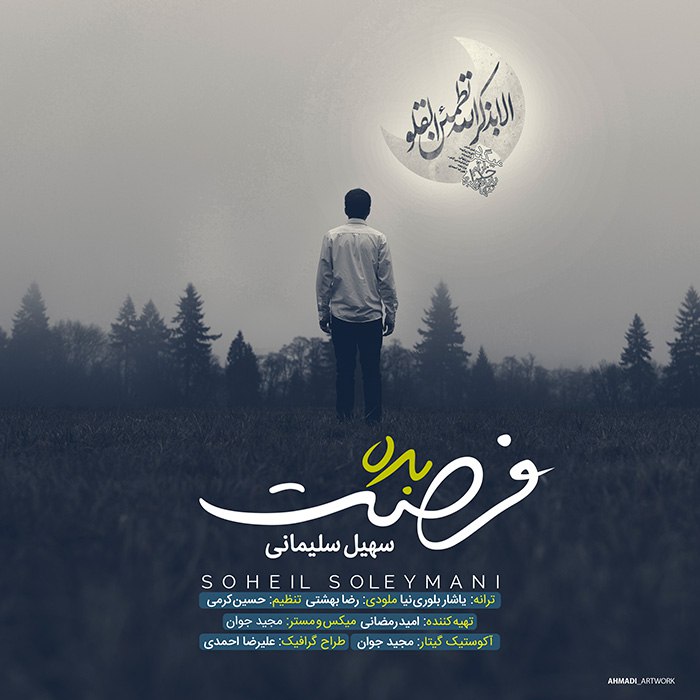 الا بذکر الله تطمئن القلو
فرصت بده
سهیل سلیمانی
SOHEIL SOLEYMANI
ترانه: یاشار بلوری نیا ملودی: رضا بهشتی تنظیم: حسین کرمی
تهیه کننده: امید رمضانی میکس و مستر: مجید جوان
آکوستیک گیتار: مجید جوان طراح گرافیک: علیرضا احمدی
AHMADI_ARTWORK